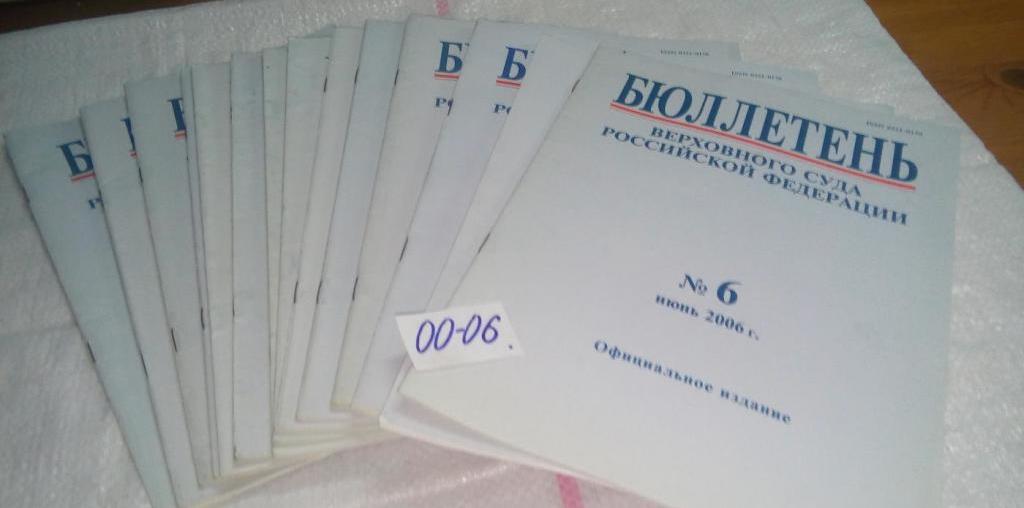 БЮЛЛЕТЕНЬ
ВЕРХОВНОГО СУДА
РОССИЙСКОЙ ФЕДЕРАЦИИ
№ 6
июнь 2006 г.
Официальное издание
00-06.